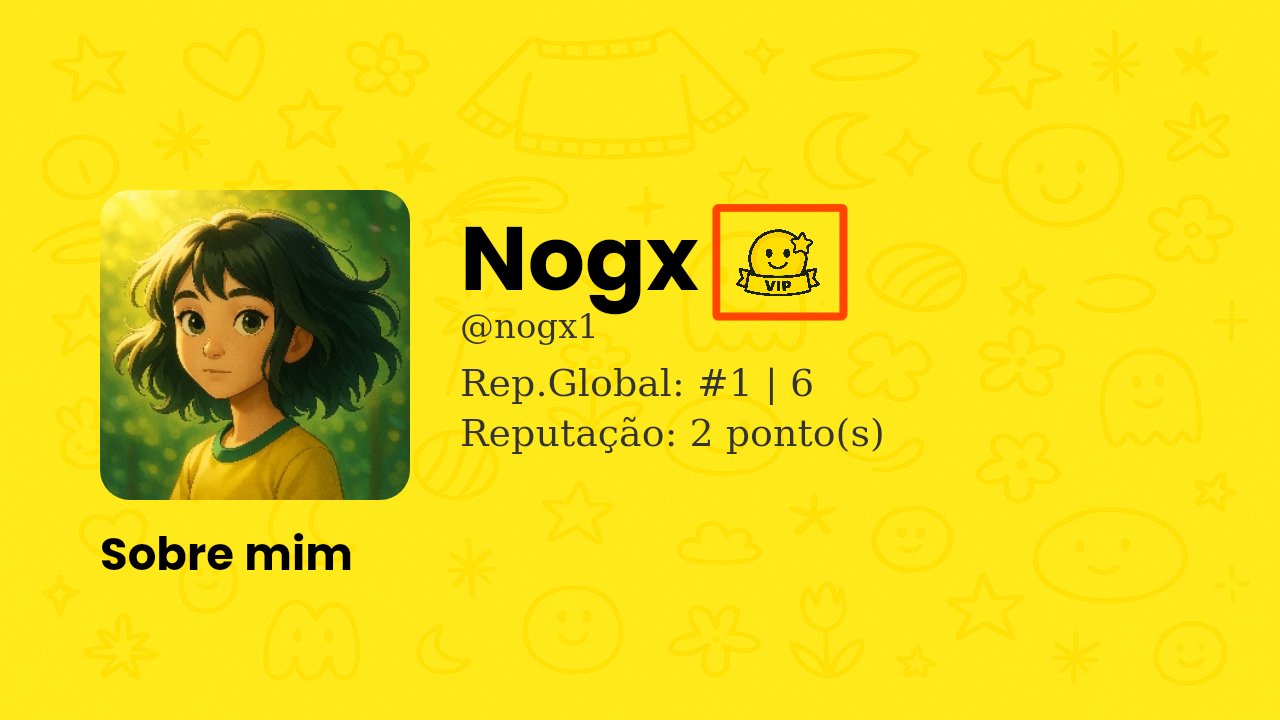 Nogx
VIP
@nogx1
Rep.Global: #1 | 6
Reputação: 2 ponto(s)
Sobre mim